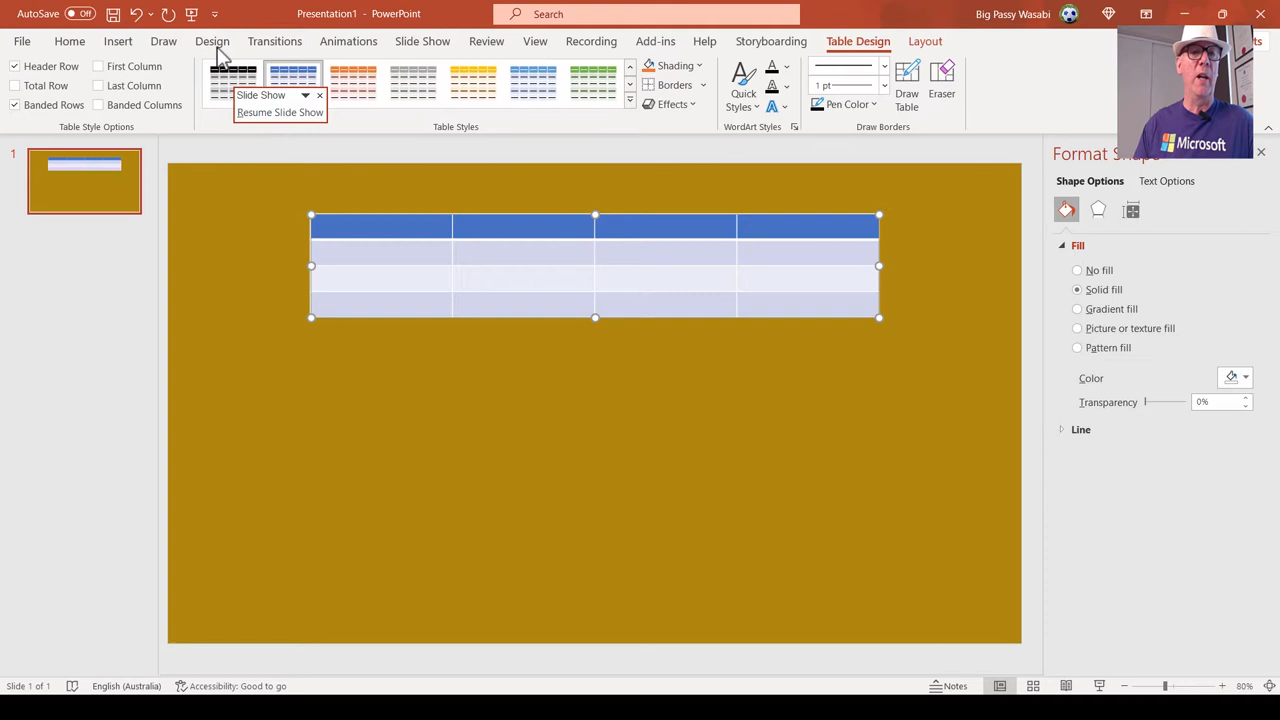 AutoSave Off
Presentation1 - PowerPoint
Search
Big Passy Wasabi
File Home Insert Draw Design Transitions Animations Slide Show Review View Recording Add-ins Help Storyboarding Table Design Layout
Header Row First Column
Total Row Last Column
Banded Rows Banded Columns
Table Style Options
Slide Show
Resume Slide Show
Table Styles
Shading
Borders
Effects
Quick Styles
A
A
A
WordArt Styles
1 pt
Pen Color
Draw Table
Eraser
Draw Borders
Microsoft
1
Format Shape
Shape Options Text Options
Fill
No fill
Solid fill
Gradient fill
Picture or texture fill
Pattern fill
Color
Transparency 0%
Line
Slide 1 of 1 English (Australia) Accessibility: Good to go Notes 80%